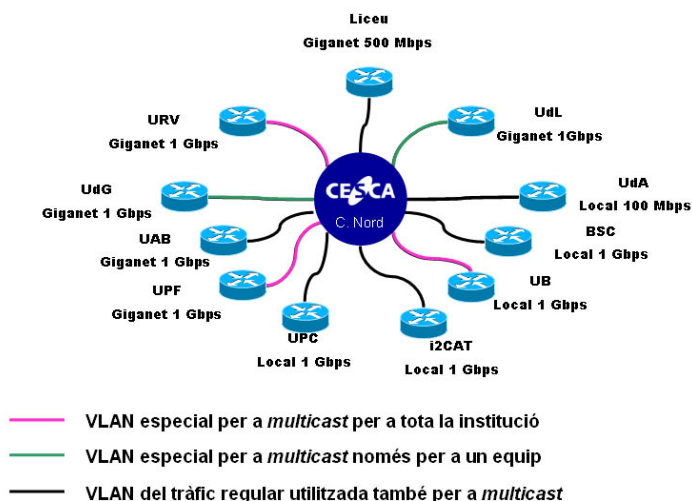 Liceu
Giganet 500 Mbps
URV
Giganet 1 Gbps
UdL
Giganet 1Gbps
UdG
Giganet 1 Gbps
CESCA
C. Nord
UdA
Local 100 Mbps
UAB
Giganet 1 Gbps
BSC
Local 1 Gbps
UPF
Giganet 1 Gbps
UB
Local 1 Gbps
UPC
Local 1 Gbps
i2CAT
Local 1 Gbps
VLAN especial per a multicast per a tota la institució
VLAN especial per a multicast només per a un equip
VLAN del tràfic regular utilitzada també per a multicast